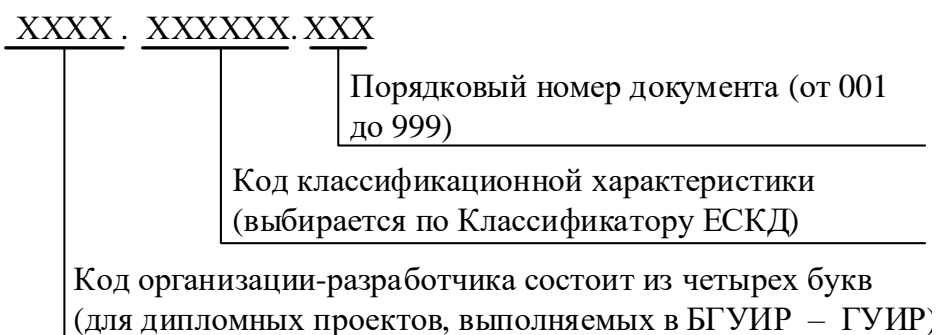 XXXX. XXXXXX. XXX
Порядковый номер документа (от 001
до 999)
Код классификационной характеристики
(выбирается по Классификатору ЕСКД)
Код организации-разработчика состоит из четырех букв
(для дипломных проектов, выполняемых в БГУИР – ГУИР)